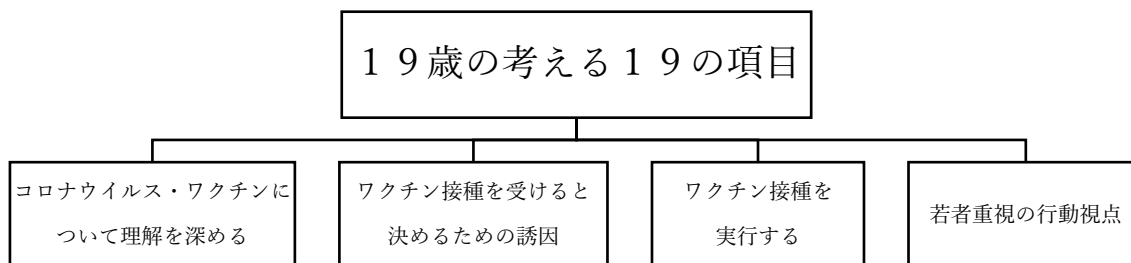 １９歳の考える１９の項目
コロナウイルス・ワクチンに
ついて理解を深める
ワクチン接種を受けると
決めるための誘因
ワクチン接種を
実行する
若者重視の行動視点